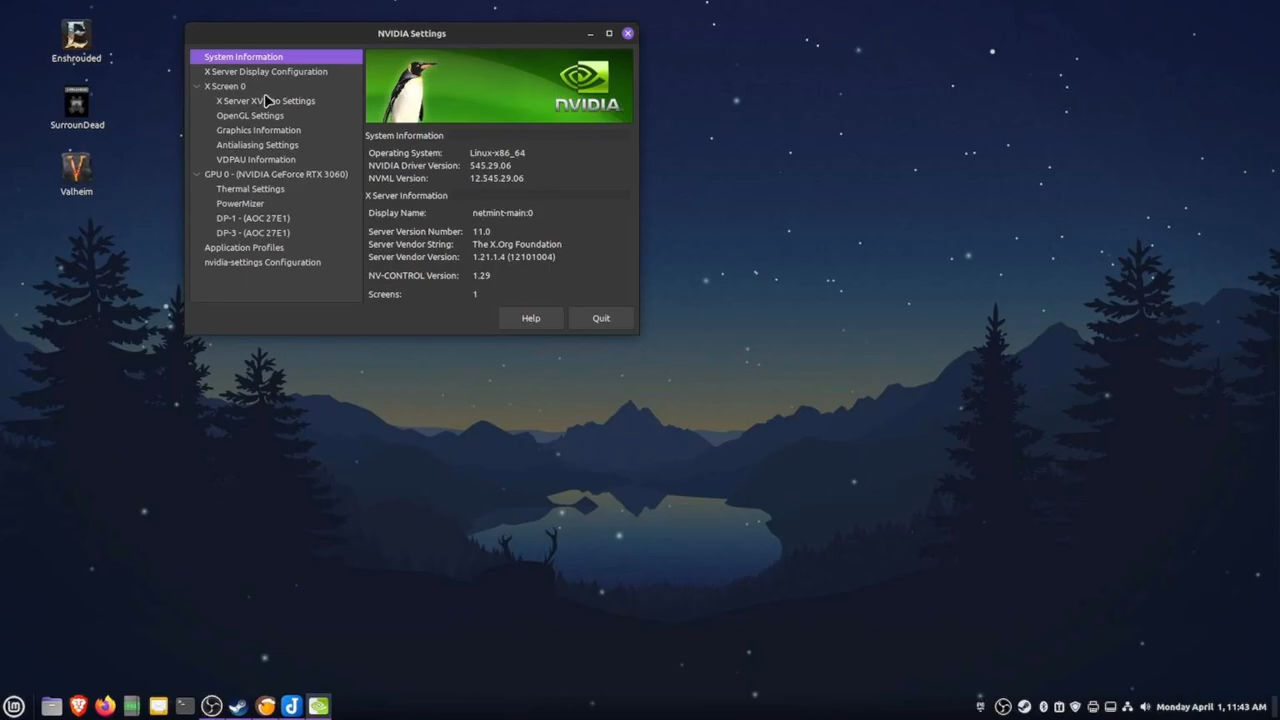 Enshrouded
SurrounDead
Valheim
NVIDIA Settings
System Information
X Server Display Configuration
X Screen 0
X Server XV o Settings
OpenGL Settings
Graphics Information
Antialiasing Settings
VDPAU Information
GPU 0 - (NVIDIA GeForce RTX 3060)
Thermal Settings
PowerMizer
DP-1 - (AOC 27E1)
DP-3 - (AOC 27E1)
Application Profiles
nvidia-settings Configuration
NVIDIA
System Information
Operating System: Linux-x86_64
NVIDIA Driver Version: 545.29.06
NVML Version: 12.545.29.06
X Server Information
Display Name: netmint-main:0
Server Version Number: 11.0
Server Vendor String: The X.Org Foundation
Server Vendor Version: 1.21.1.4 (12101004)
NV-CONTROL Version: 1.29
Screens: 1
Help
Quit
Monday April 1, 11:43 AM